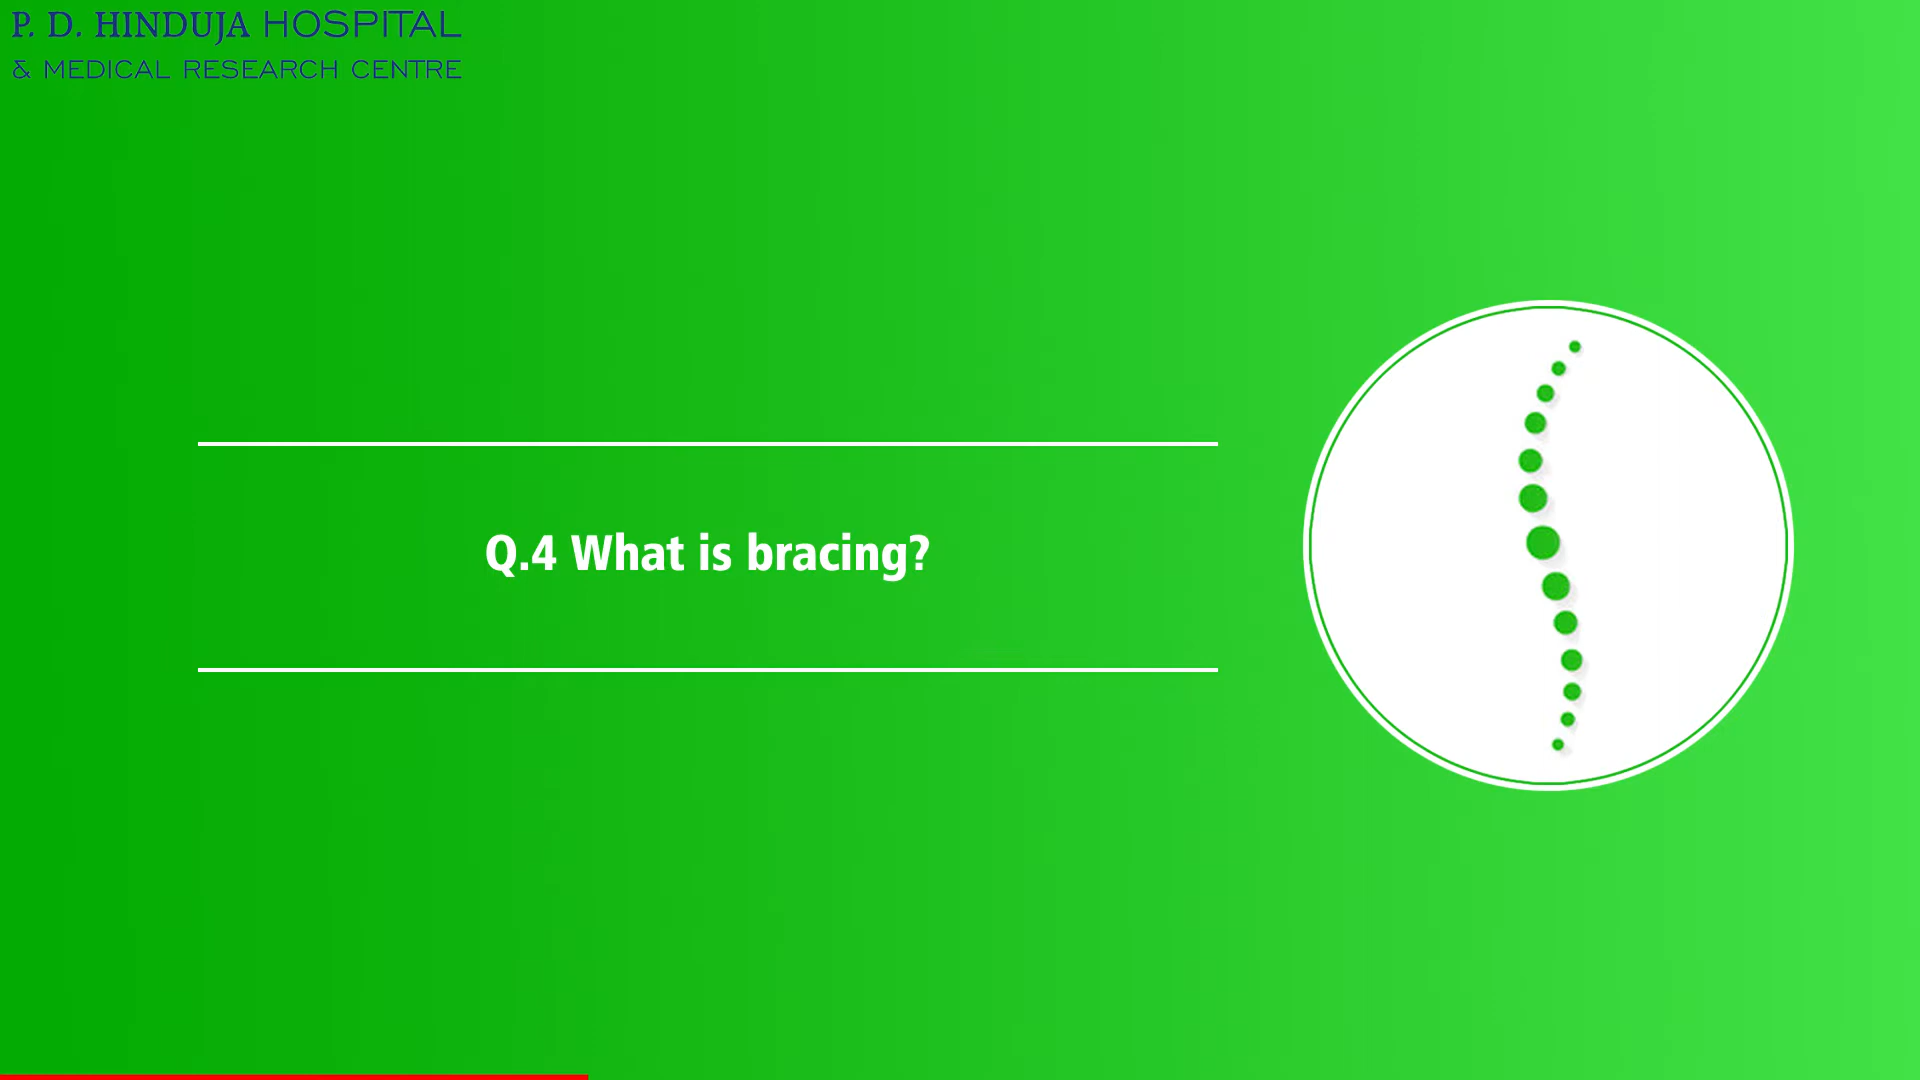 P. D. HINDUJA HOSPITAL
& MEDICAL RESEARCH CENTRE
Q.4 What is bracing?